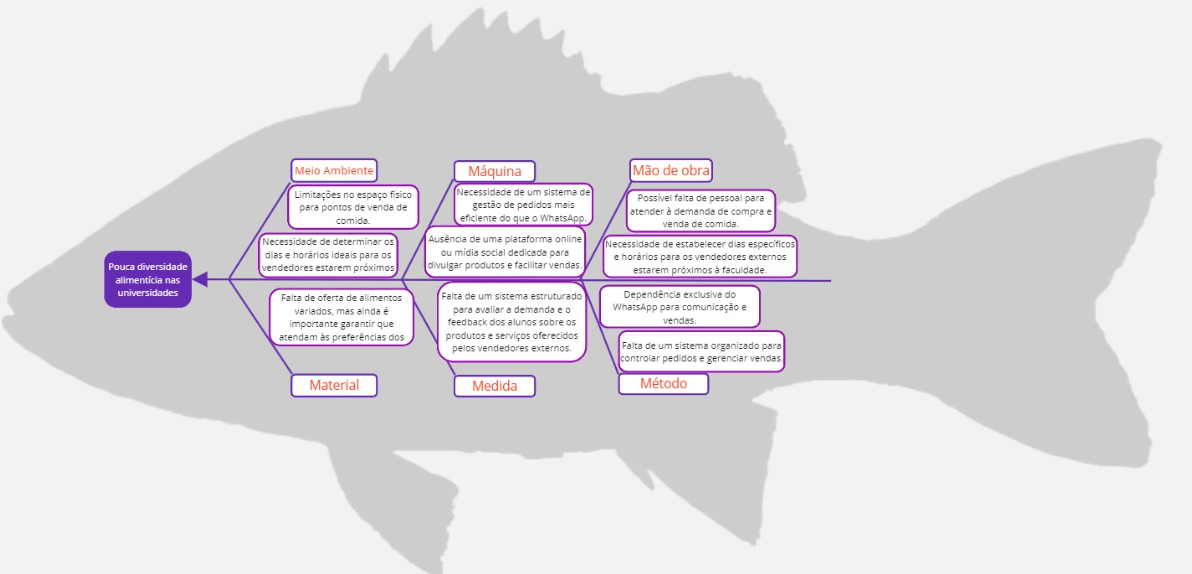 Meio Ambiente
Limitações no espaço físico
para pontos de venda de
comida.
Necessidade de determinar os
dias e horários ideais para os
vendedores estarem próximos
Máquina
Necessidade de um sistema de
gestão de pedidos mais
eficiente do que o WhatsApp.
Ausência de uma plataforma online
ou mídia social dedicada para
divulgar produtos e facilitar vendas.
Mão de obra
Possível falta de pessoal para
atender à demanda de compra e
venda de comida.
Necessidade de estabelecer dias específicos
e horários para os vendedores externos
estarem próximos à faculdade.
Pouca diversidade
alimentícia nas
universidades
Falta de oferta de alimentos
variados, mas ainda é
importante garantir que
atendam às preferências dos
Material
Falta de um sistema estruturado
para avaliar a demanda e o
feedback dos alunos sobre os
produtos e serviços oferecidos
pelos vendedores externos.
Medida
Dependência exclusiva do
WhatsApp para comunicação e
vendas.
Falta de um sistema organizado para
controlar pedidos e gerenciar vendas.
Método